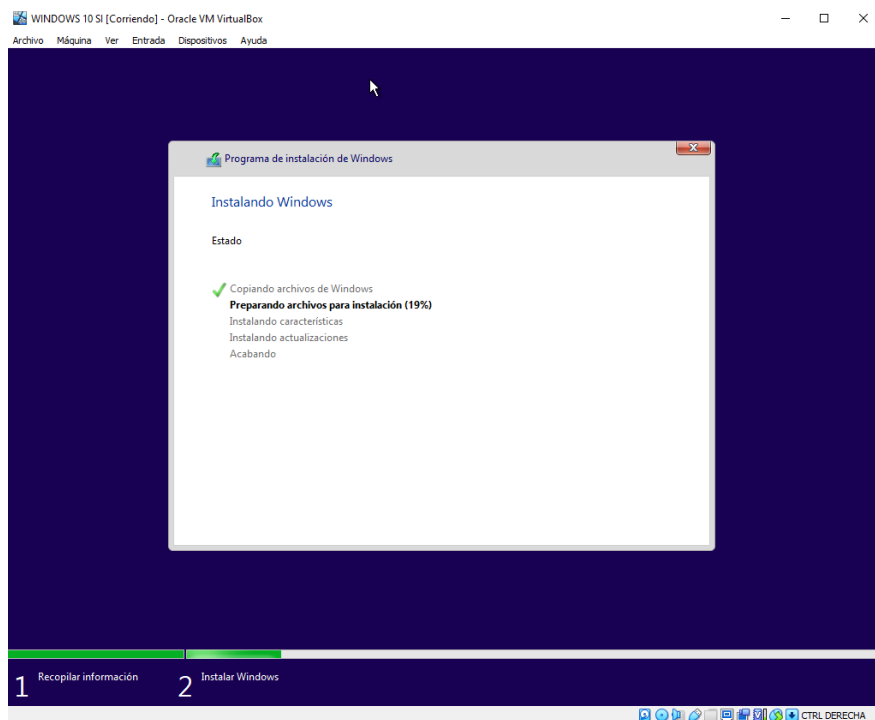 WINDOWS 10 SI [Corriendo] - Oracle VM VirtualBox
Archivo Máquina Ver Entrada Dispositivos Ayuda
Programa de instalación de Windows
Instalando Windows
Estado
Copiando archivos de Windows
Preparando archivos para instalación (19%)
Instalando características
Instalando actualizaciones
Acabando
1 Recopilar información 2 Instalar Windows
CTRL DERECHA